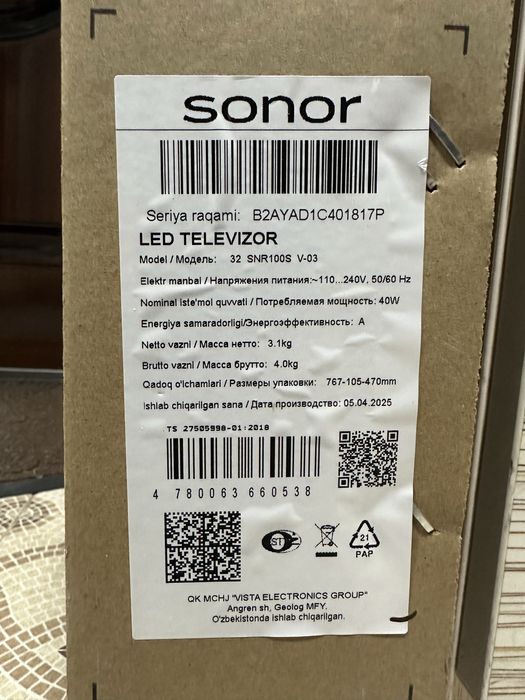 sonor
Seriya raqami: B2AYAD1C401817P
LED TELEVIZOR
Model / Модель: 32 SNR100S V-03
Elektr manbai / Напряжения питания:~110...240V, 50/60 Hz
Nominal iste'mol quvvati / Потребляемая мощность: 40W
Energiya samaradorligi/Энергоэффективность: A
Netto vazni / Масса нетто: 3.1kg
Brutto vazni / Масса брутто: 4.0kg
Qadoq o'lchamlari / Размеры упаковки: 767-105-470mm
Ishlab chiqarilgan sana / Дата производство: 05.04.2025
TS 27505998-01:2018
4 780063 660538
ST
21
PAP
QK MCHJ "VISTA ELECTRONICS GROUP"
Angren sh, Geolog MFY.
O'zbekistonda ishlab chiqarilgan.